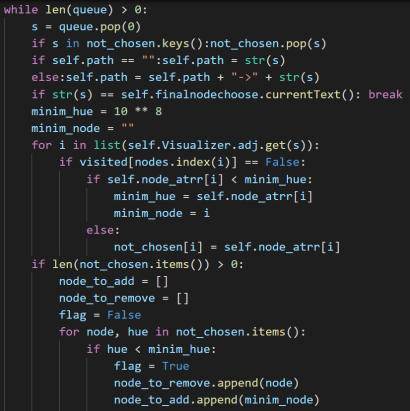 while len(queue) > 0:
    s = queue.pop(0)
    if s in not_chosen.keys():not_chosen.pop(s)
    if self.path == "":self.path = str(s)
    else:self.path = self.path + "->" + str(s)
    if str(s) == self.finalnodechoose.currentText(): break
    minim_hue = 10 ** 8
    minim_node = ""
    for i in list(self.Visualizer.adj.get(s)):
        if visited[nodes.index(i)] == False:
            if self.node_atrr[i] < minim_hue:
                minim_hue = self.node_atrr[i]
                minim_node = i
            else:
                not_chosen[i] = self.node_atrr[i]
    if len(not_chosen.items()) > 0:
        node_to_add = []
        node_to_remove = []
        flag = False
        for node, hue in not_chosen.items():
            if hue < minim_hue:
                flag = True
                node_to_remove.append(node)
                node_to_add.append(minim_node)